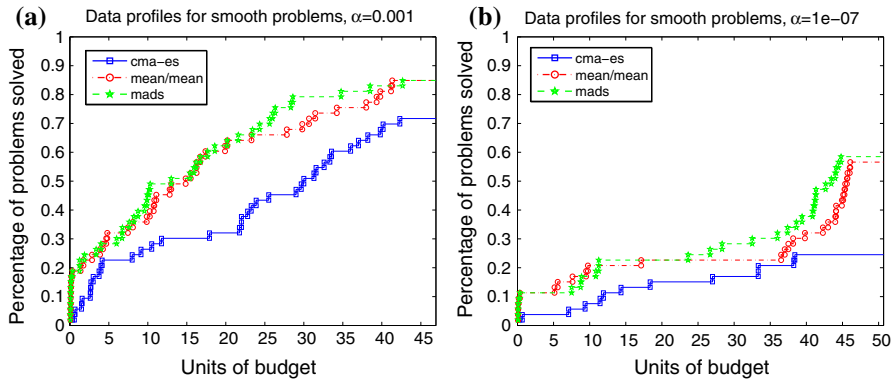 (a)
Data profiles for smooth problems, α=0.001
cma-es
mean/mean
mads
Percentage of problems solved
1
0.9
0.8
0.7
0.6
0.5
0.4
0.3
0.2
0.1
0
0 5 10 15 20 25 30 35 40 45
Units of budget
(b)
Data profiles for smooth problems, α=1e-07
cma-es
mean/mean
mads
Percentage of problems solved
1
0.9
0.8
0.7
0.6
0.5
0.4
0.3
0.2
0.1
0
0 5 10 15 20 25 30 35 40 45 50
Units of budget